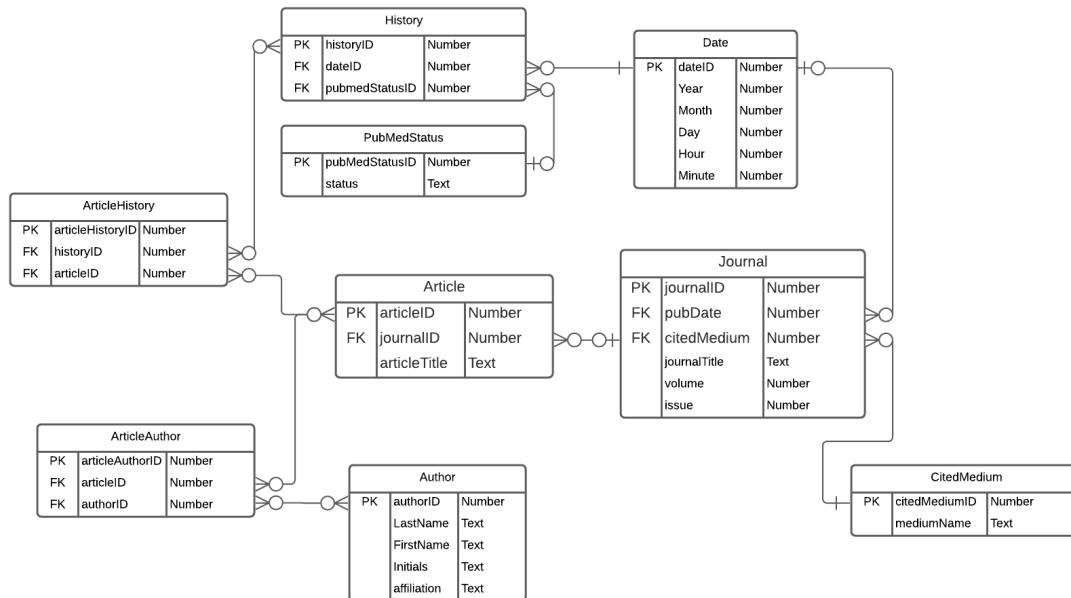 History
PK historyID Number
FK dateID Number
FK pubmedStatusID Number
Date
PK dateID Number
Year Number
Month Number
Day Number
Hour Number
Minute Number
PubMedStatus
PK pubMedStatusID Number
status Text
ArticleHistory
PK articleHistoryID Number
FK historyID Number
FK articleID Number
Article
PK articleID Number
FK journalID Number
articleTitle Text
Journal
PK journalID Number
FK pubDate Number
FK citedMedium Number
journalTitle Text
volume Number
issue Number
ArticleAuthor
PK articleAuthorID Number
FK articleID Number
FK authorID Number
Author
PK authorID Number
LastName Text
FirstName Text
Initials Text
affiliation Text
CitedMedium
PK citedMediumID Number
mediumName Text